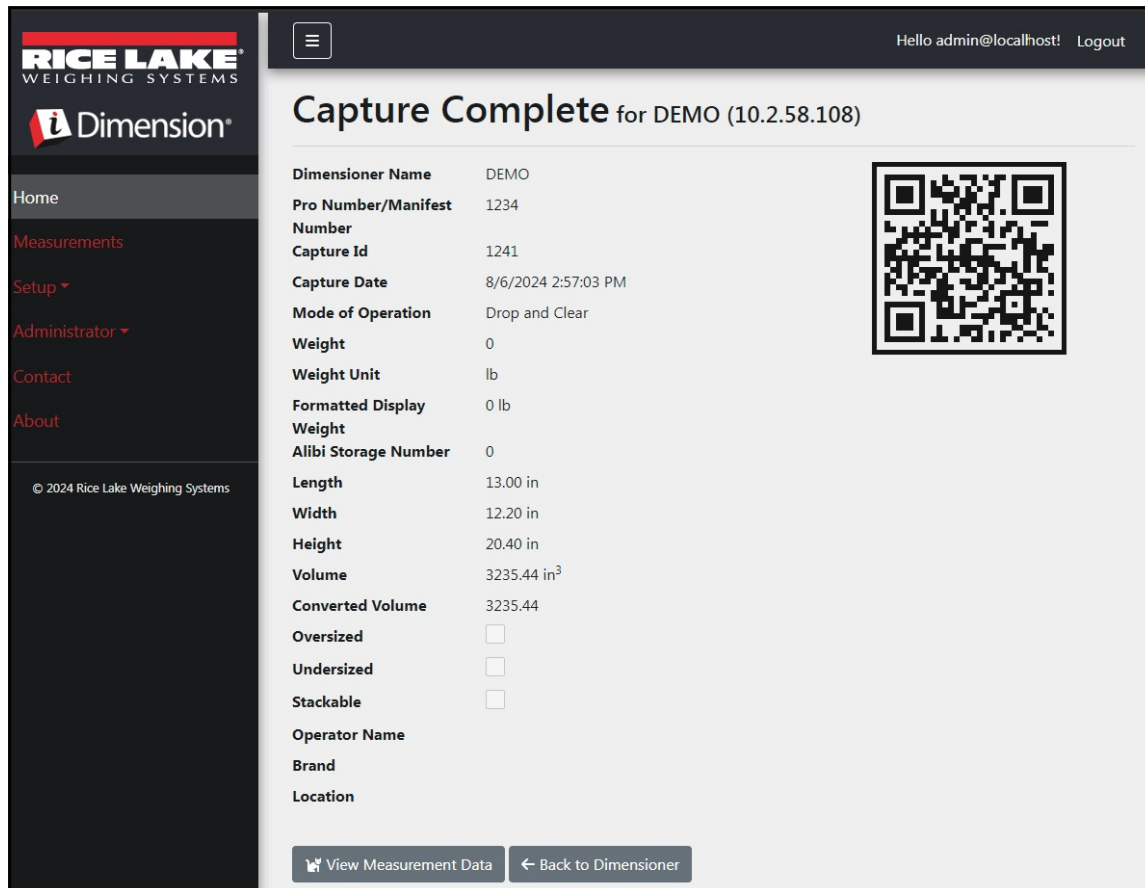 RICE LAKE®
WEIGHING SYSTEMS
i Dimension®
Home
Measurements
Setup
Administrator
Contact
About
© 2024 Rice Lake Weighing Systems
Hello admin@localhost! Logout
Capture Complete for DEMO (10.2.58.108)
Dimensioner Name DEMO
Pro Number/Manifest 1234
Number
Capture Id 1241
Capture Date 8/6/2024 2:57:03 PM
Mode of Operation Drop and Clear
Weight 0
Weight Unit lb
Formatted Display 0 lb
Weight
Alibi Storage Number 0
Length 13.00 in
Width 12.20 in
Height 20.40 in
Volume 3235.44 in³
Converted Volume 3235.44
Oversized
Undersized
Stackable
Operator Name
Brand
Location
View Measurement Data ← Back to Dimensioner